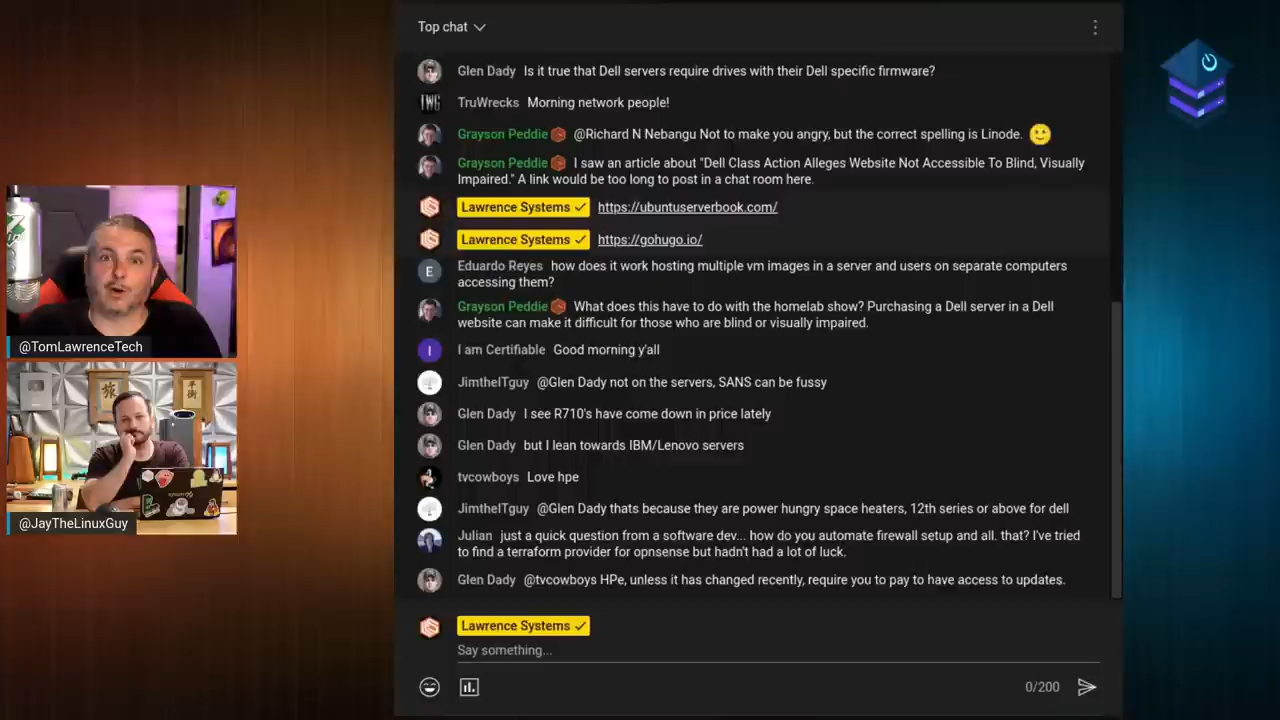 Top chat
Glen Dady Is it true that Dell servers require drives with their Dell specific firmware?
TruWrecks Morning network people!
Grayson Peddie @Richard N Nebangu Not to make you angry, but the correct spelling is Linode.
Grayson Peddie I saw an article about "Dell Class Action Alleges Website Not Accessible To Blind, Visually
Impaired." A link would be too long to post in a chat room here.
Lawrence Systems https://ubuntuserverbook.com/
Lawrence Systems https://gohugo.io/
E Eduardo Reyes how does it work hosting multiple vm images in a server and users on separate computers
accessing them?
Grayson Peddie What does this have to do with the homelab show? Purchasing a Dell server in a Dell
website can make it difficult for those who are blind or visually impaired.
I I am Certifiable Good morning y'all
JimtheITguy @Glen Dady not on the servers, SANS can be fussy
Glen Dady I see R710's have come down in price lately
Glen Dady but I lean towards IBM/Lenovo servers
tvcowboys Love hpe
JimtheITguy @Glen Dady thats because they are power hungry space heaters, 12th series or above for dell
Julian just a quick question from a software dev... how do you automate firewall setup and all. that? I've tried
to find a terraform provider for opnsense but hadn't had a lot of luck.
Glen Dady @tvcowboys HPe, unless it has changed recently, require you to pay to have access to updates.
Lawrence Systems
Say something...
0/200
@TomLawrenceTech
@JayTheLinuxGuy